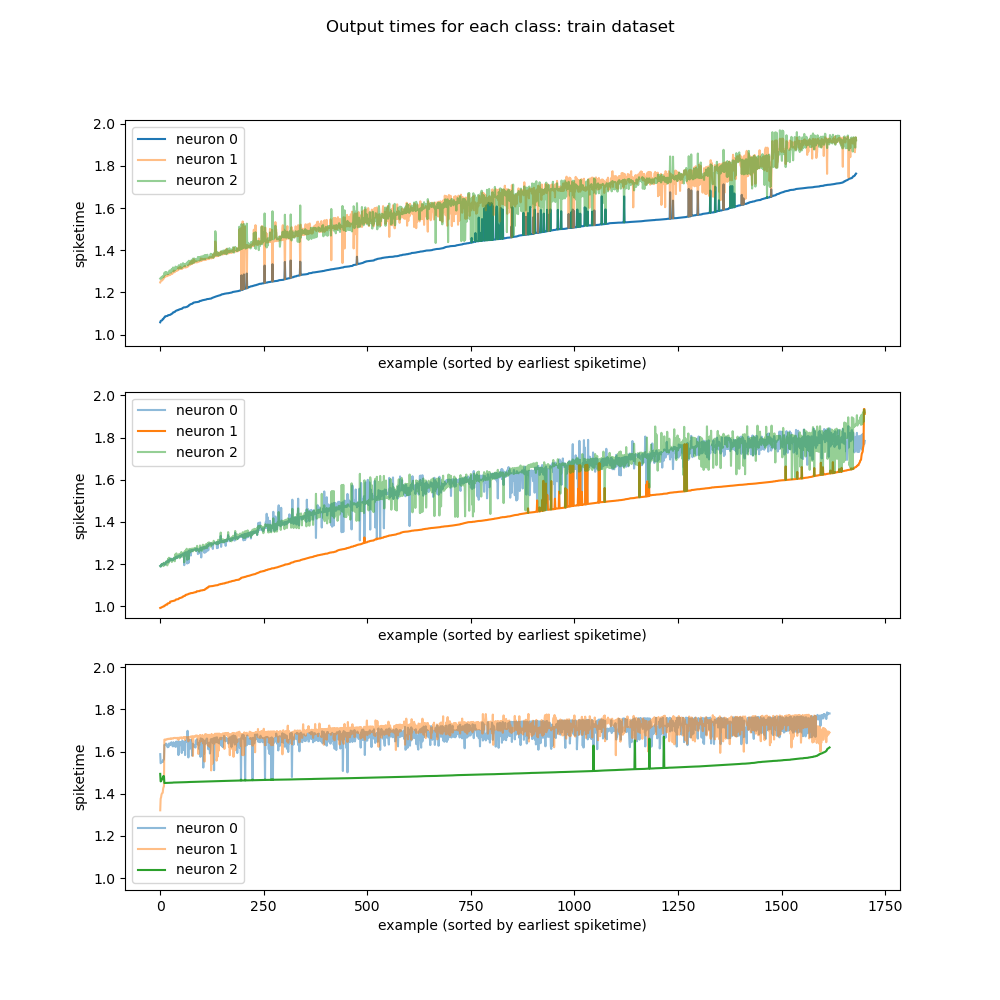 Output times for each class: train dataset
2.0
1.8
1.6
1.4
1.2
1.0
spiketime
neuron 0
neuron 1
neuron 2
example (sorted by earliest spiketime)
2.0
1.8
1.6
1.4
1.2
1.0
spiketime
neuron 0
neuron 1
neuron 2
example (sorted by earliest spiketime)
2.0
1.8
1.6
1.4
1.2
1.0
spiketime
neuron 0
neuron 1
neuron 2
0 250 500 750 1000 1250 1500 1750
example (sorted by earliest spiketime)